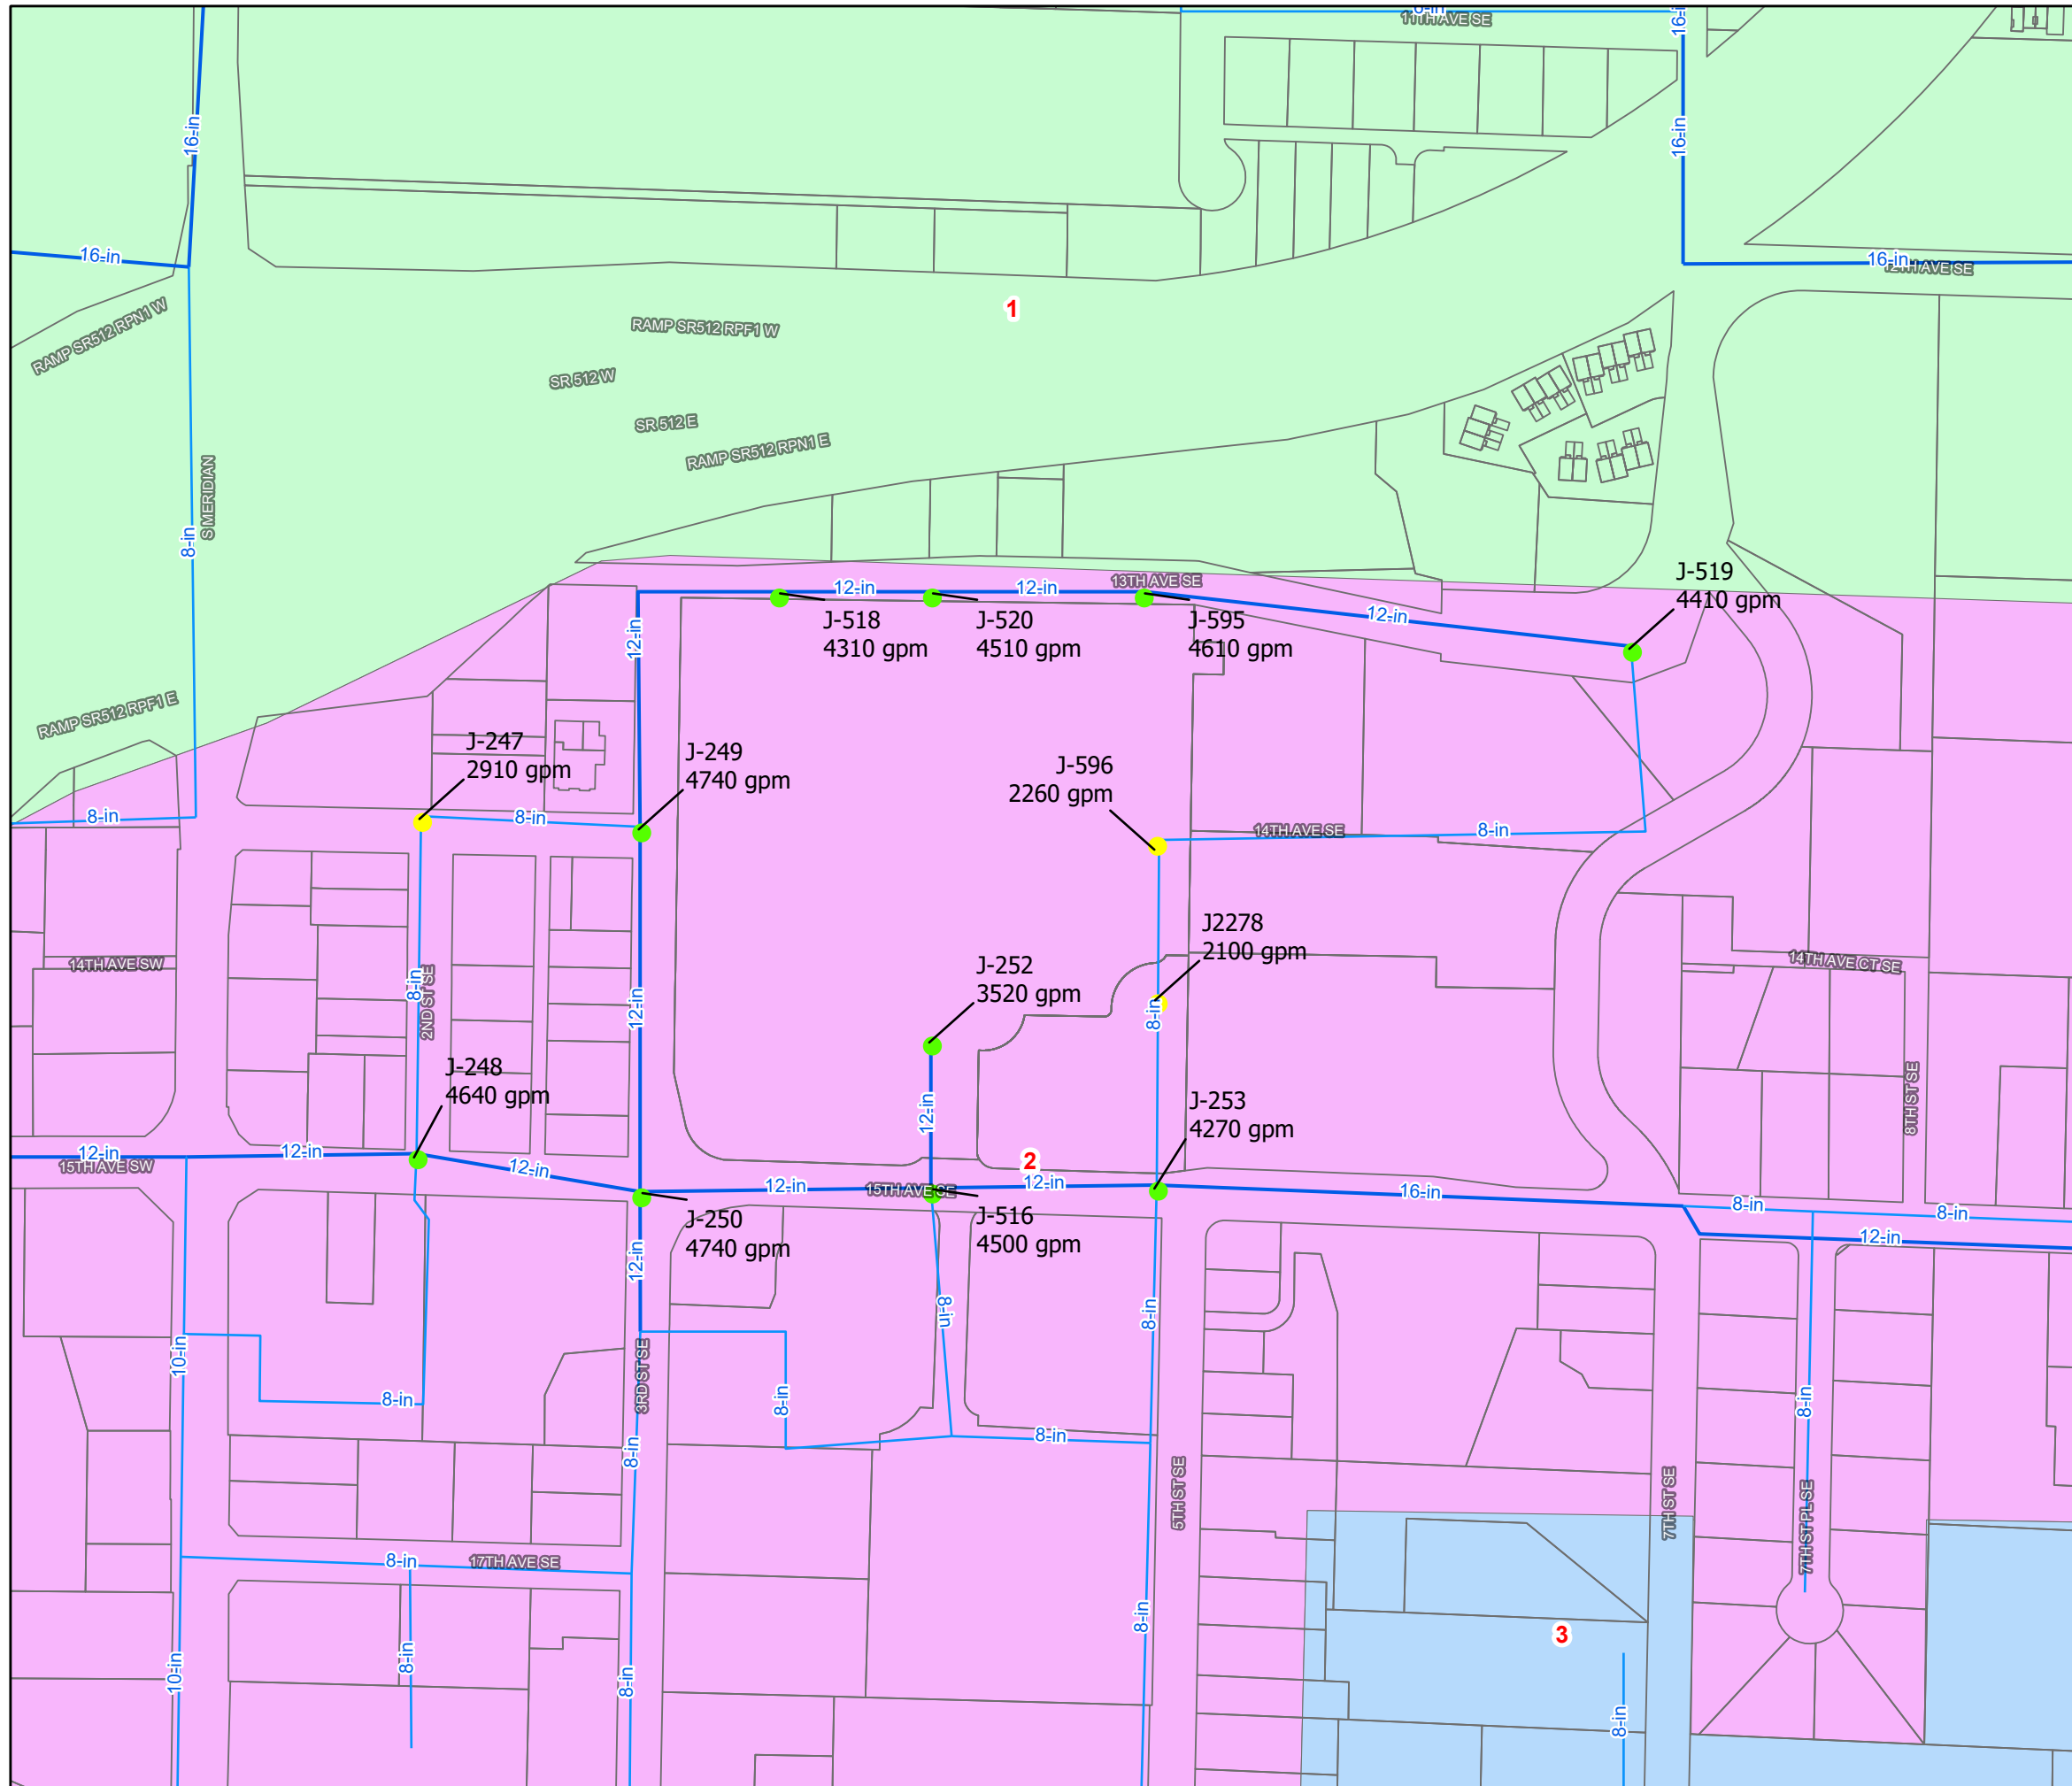 8-in
11TH AVE SE
16-in
16-in
16-in
16-in
16-in
12TH AVE SE
1
RAMP SR512 RPN1 W
RAMP SR512 RPF1 W
SR 512 W
SR 512 E
RAMP SR512 RPN1 E
S MERIDIAN
8-in
J-519
4410 gpm
13TH AVE SE
12-in
12-in
12-in
12-in
J-518
4310 gpm
J-520
4510 gpm
J-595
4610 gpm
RAMP SR512 RPF1 E
J-247
2910 gpm
J-249
4740 gpm
J-596
2260 gpm
8-in
8-in
14TH AVE SE
8-in
J2278
2100 gpm
14TH AVE SW
8-in
2ND ST SE
12-in
J-252
3520 gpm
8-in
14TH AVE CT SE
J-248
4640 gpm
12-in
J-253
4270 gpm
8TH ST SE
12-in
15TH AVE SW
12-in
12-in
12-in
15TH AVE SE
2
12-in
16-in
8-in
8-in
12-in
J-250
4740 gpm
J-516
4500 gpm
12-in
8-in
8-in
10-in
3RD ST SE
8-in
8-in
8-in
8-in
8-in
5TH ST SE
7TH ST SE
8-in
7TH ST PL SE
8-in
17TH AVE SE
8-in
10-in
8-in
8-in
3
8-in